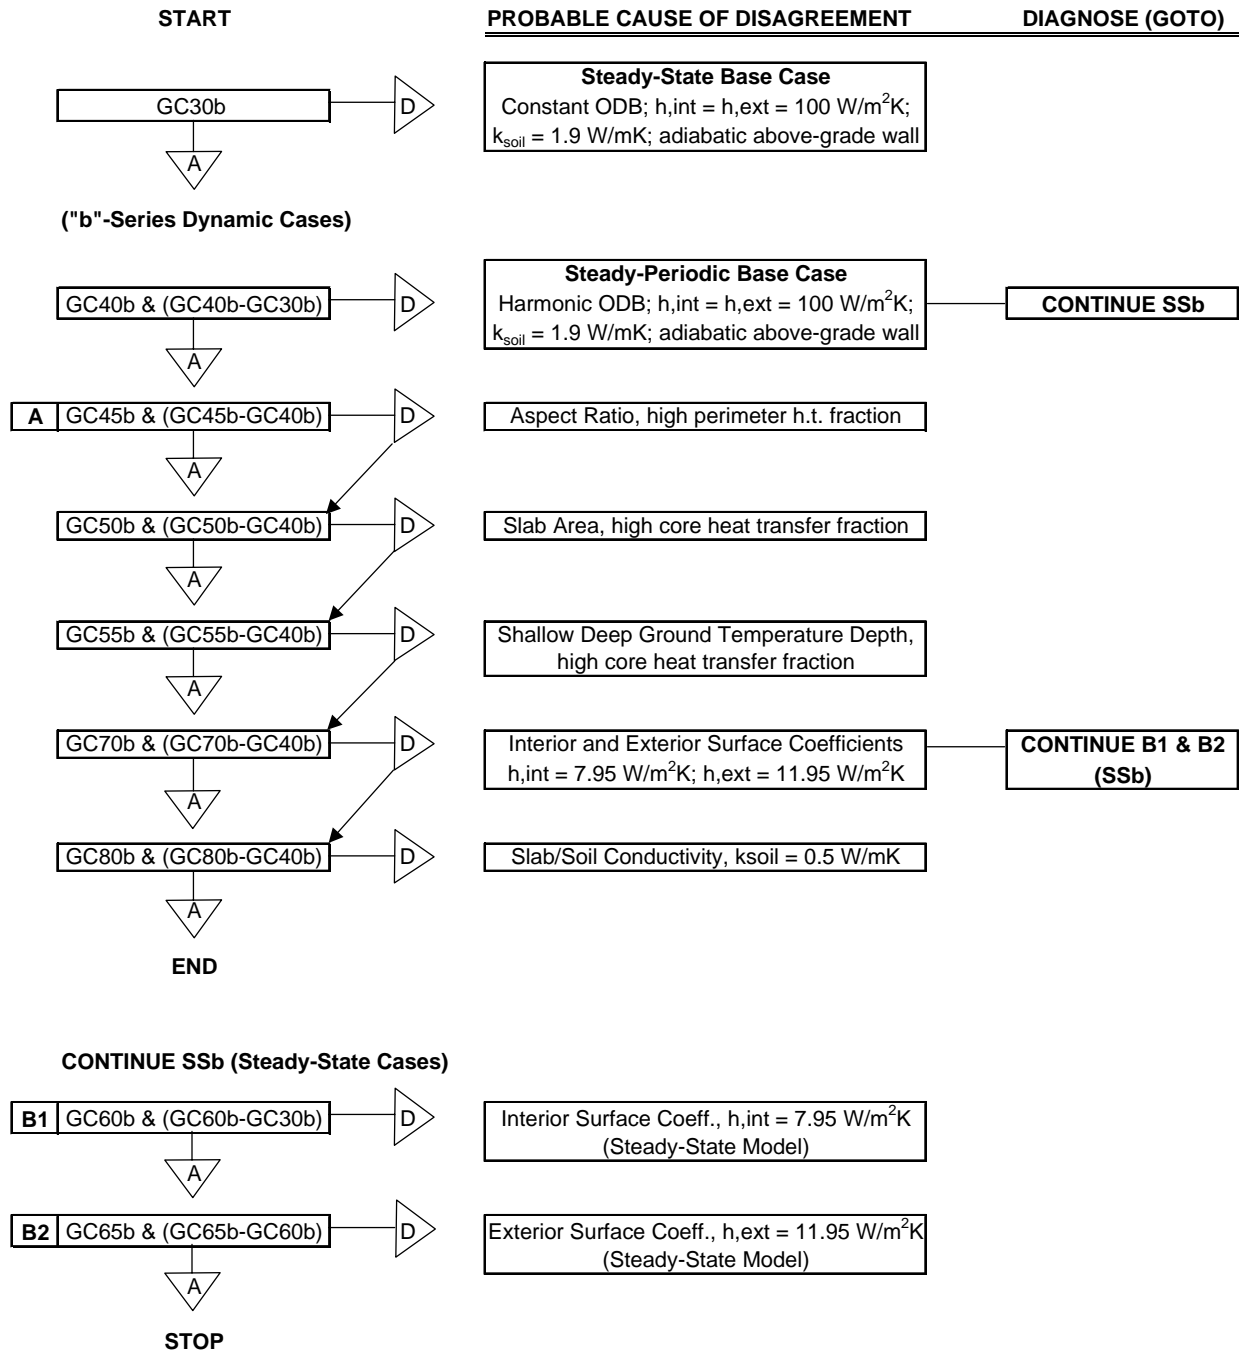 START
PROBABLE CAUSE OF DISAGREEMENT
DIAGNOSE (GOTO)
GC30b
D
Steady-State Base Case
Constant ODB; h,int = h,ext = 100 W/m²K;
k_soil = 1.9 W/mK; adiabatic above-grade wall
A
("b"-Series Dynamic Cases)
GC40b & (GC40b-GC30b)
D
Steady-Periodic Base Case
Harmonic ODB; h,int = h,ext = 100 W/m²K;
k_soil = 1.9 W/mK; adiabatic above-grade wall
CONTINUE SSb
A
A GC45b & (GC45b-GC40b)
D
Aspect Ratio, high perimeter h.t. fraction
A
GC50b & (GC50b-GC40b)
D
Slab Area, high core heat transfer fraction
A
GC55b & (GC55b-GC40b)
D
Shallow Deep Ground Temperature Depth,
high core heat transfer fraction
A
GC70b & (GC70b-GC40b)
D
Interior and Exterior Surface Coefficients
h,int = 7.95 W/m²K; h,ext = 11.95 W/m²K
CONTINUE B1 & B2
(SSb)
A
GC80b & (GC80b-GC40b)
D
Slab/Soil Conductivity, ksoil = 0.5 W/mK
A
END
CONTINUE SSb (Steady-State Cases)
B1 GC60b & (GC60b-GC30b)
D
Interior Surface Coeff., h,int = 7.95 W/m²K
(Steady-State Model)
A
B2 GC65b & (GC65b-GC60b)
D
Exterior Surface Coeff., h,ext = 11.95 W/m²K
(Steady-State Model)
A
STOP